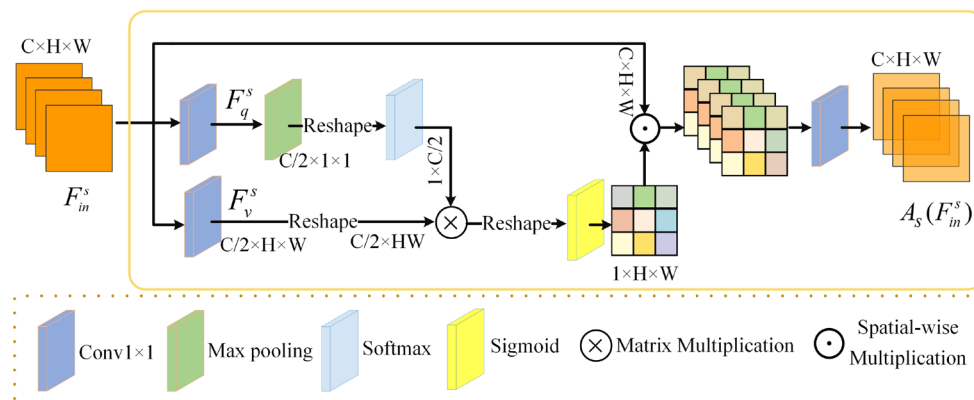 C×H×W
F_in^s
F_q^s
C/2×1×1
Reshape
1×C/2
F_v^s
C/2×H×W
Reshape
C/2×HW
Reshape
1×H×W
C×H×W
C×H×W
A_s(F_in^s)
Conv1×1
Max pooling
Softmax
Sigmoid
Matrix Multiplication
Spatial-wise
Multiplication